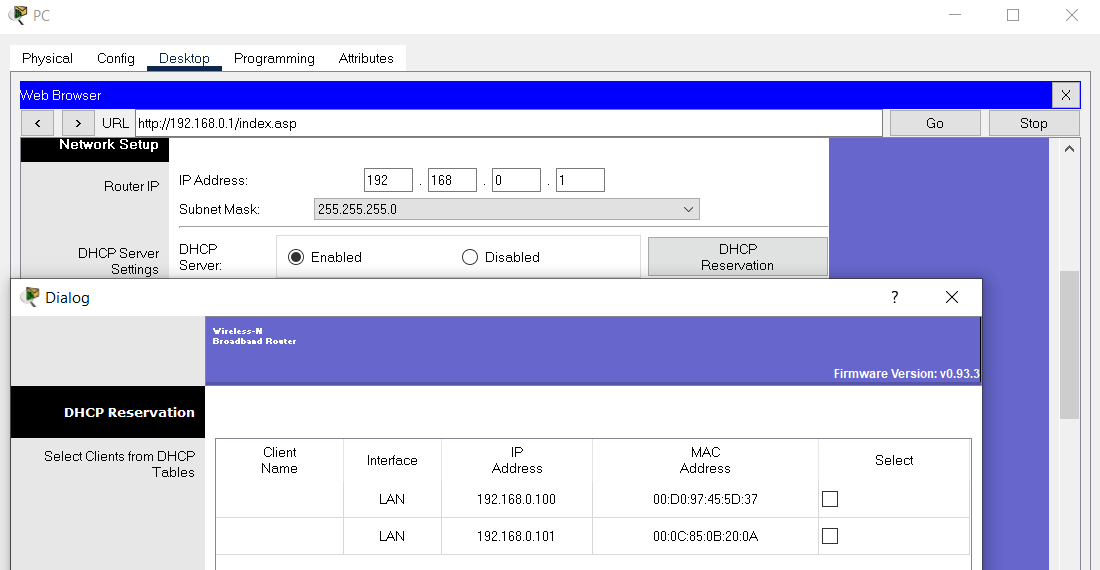 PC
Physical Config Desktop Programming Attributes
Web Browser X
< > URL http://192.168.0.1/index.asp Go Stop
Network Setup
Router IP
IP Address: 192 . 168 . 0 . 1
Subnet Mask: 255.255.255.0
DHCP Server
Settings
DHCP
Server:
Enabled Disabled
DHCP
Reservation
Dialog ?
Wireless-N
Broadband Router
Firmware Version: v0.93.3
DHCP Reservation
Select Clients from DHCP
Tables
Client
Name
Interface
IP
Address
MAC
Address
Select
LAN 192.168.0.100 00:D0:97:45:5D:37
LAN 192.168.0.101 00:0C:85:0B:20:0A